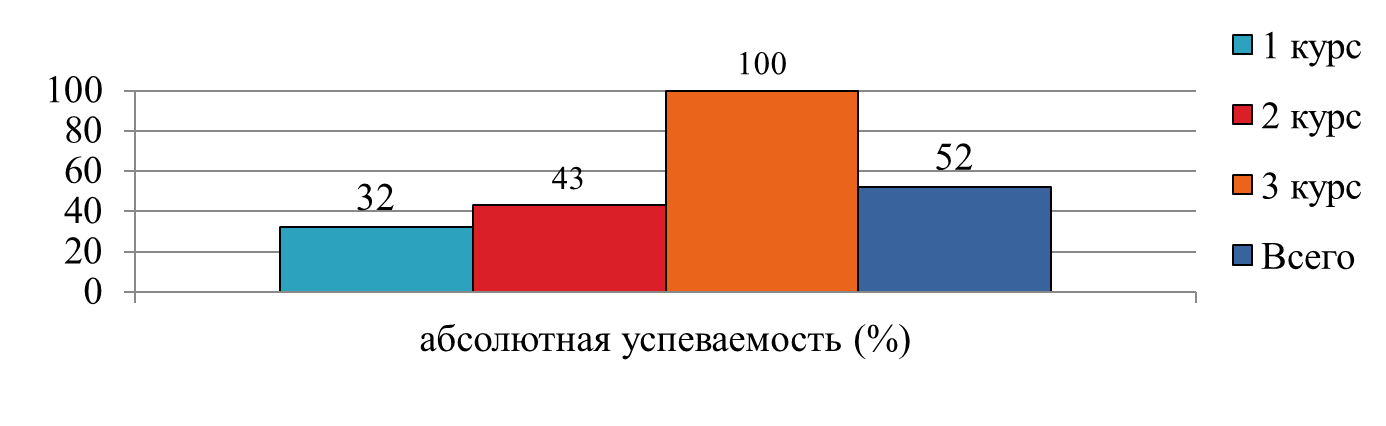 100
80
60
40
20
0
32
43
100
52
абсолютная успеваемость (%)
1 курс
2 курс
3 курс
Всего